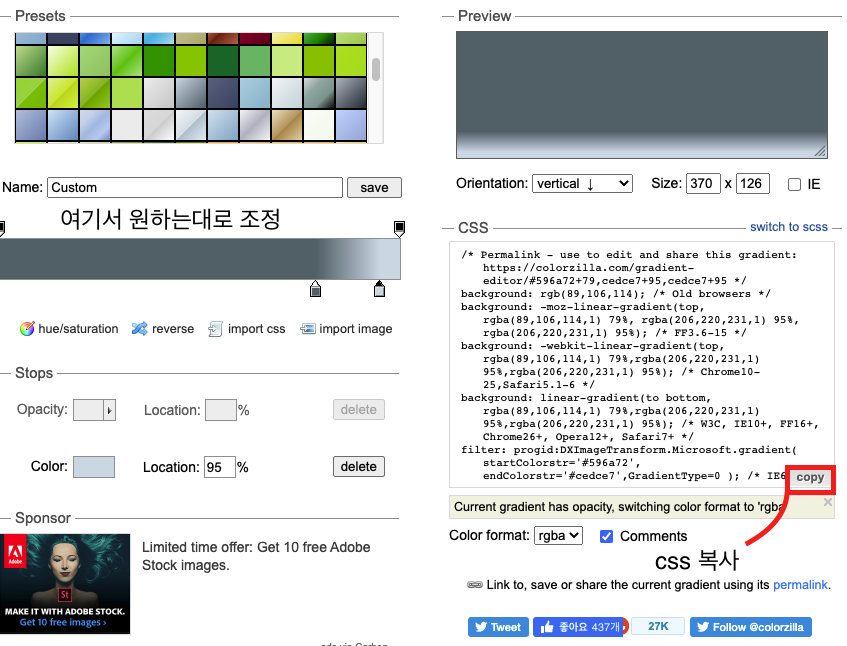 Presets
Name: Custom save
여기서 원하는대로 조정
hue/saturation reverse import css import image
Stops
Opacity: Location: % delete
Color: Location: 95 % delete
Sponsor
Adobe
St
MAKE IT WITH ADOBE STOCK.
Get 10 free images ›
Limited time offer: Get 10 free Adobe
Stock images.
Preview
Orientation: vertical ↓ Size: 370 x 126 IE
CSS switch to scss
/* Permalink - use to edit and share this gradient:
https://colorzilla.com/gradient-
editor/#596a72+79,cedce7+95,cedce7+95 */
background: rgb(89,106,114); /* Old browsers */
background: -moz-linear-gradient(top,
rgba(89,106,114,1) 79%, rgba(206,220,231,1) 95%,
rgba(206,220,231,1) 95%); /* FF3.6-15 */
background: -webkit-linear-gradient(top,
rgba(89,106,114,1) 79%,rgba(206,220,231,1)
95%,rgba(206,220,231,1) 95%); /* Chrome10-
25,Safari5.1-6 */
background: linear-gradient(to bottom,
rgba(89,106,114,1) 79%,rgba(206,220,231,1)
95%,rgba(206,220,231,1) 95%); /* W3C, IE10+, FF16+,
Chrome26+, Opera12+, Safari7+ */
filter: progid:DXImageTransform.Microsoft.gradient(
startColorstr='#596a72',
endColorstr='#cedce7',GradientType=0 ); /* IE6
copy
Current gradient has opacity, switching color format to 'rgba
Color format: rgba Comments
css 복사
Link to, save or share the current gradient using its permalink.
Tweet 좋아요 437개 27K Follow @colorzilla